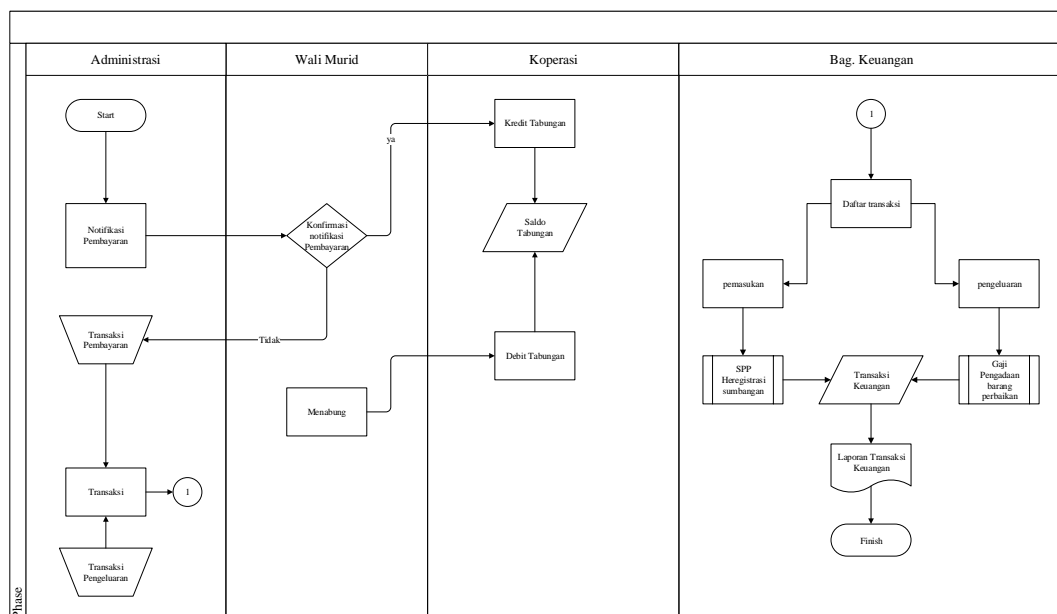 Administrasi
Wali Murid
Koperasi
Bag. Keuangan
Phase
Start
Notifikasi
Pembayaran
Transaksi
Pembayaran
Transaksi
1
Transaksi
Pengeluaran
Konfirmasi
notifikasi
Pembayaran
ya
Tidak
Menabung
Kredit Tabungan
Saldo
Tabungan
Debit Tabungan
1
Daftar transaksi
pemasukan
pengeluaran
SPP
Heregistrasi
sumbangan
Transaksi
Keuangan
Gaji
Pengadaan
barang
perbaikan
Laporan Transaksi
Keuangan
Finish